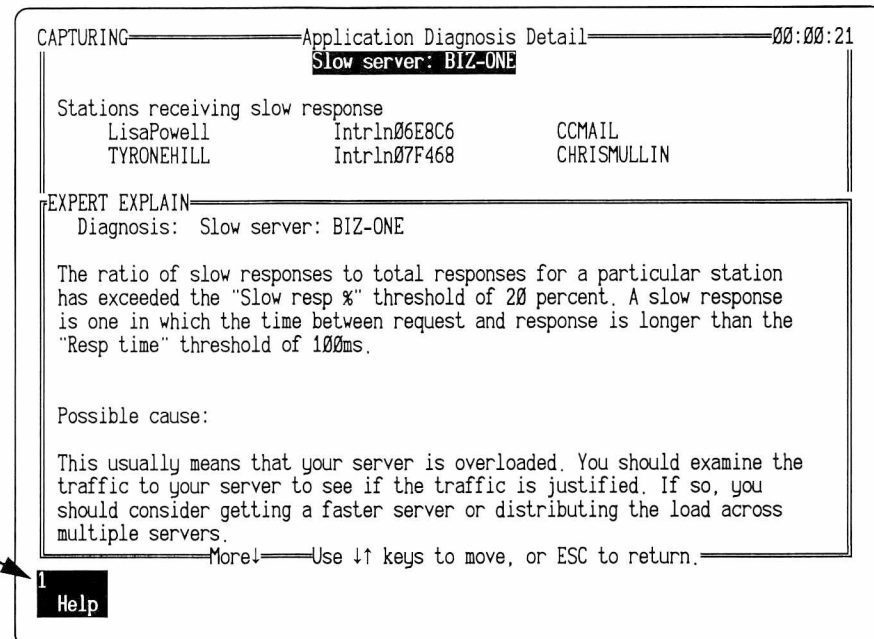 CAPTURING Application Diagnosis Detail 00:00:21
Slow server: BIZ-ONE
Stations receiving slow response
LisaPowell Intrln06E8C6 CCMAIL
TYRONEHILL Intrln07F468 CHRISMULLIN
EXPERT EXPLAIN
Diagnosis: Slow server: BIZ-ONE
The ratio of slow responses to total responses for a particular station
has exceeded the "Slow resp %" threshold of 20 percent. A slow response
is one in which the time between request and response is longer than the
"Resp time" threshold of 100ms.
Possible cause:
This usually means that your server is overloaded. You should examine the
traffic to your server to see if the traffic is justified. If so, you
should consider getting a faster server or distributing the load across
multiple servers.
More↓ Use ↓↑ keys to move, or ESC to return.
1
Help